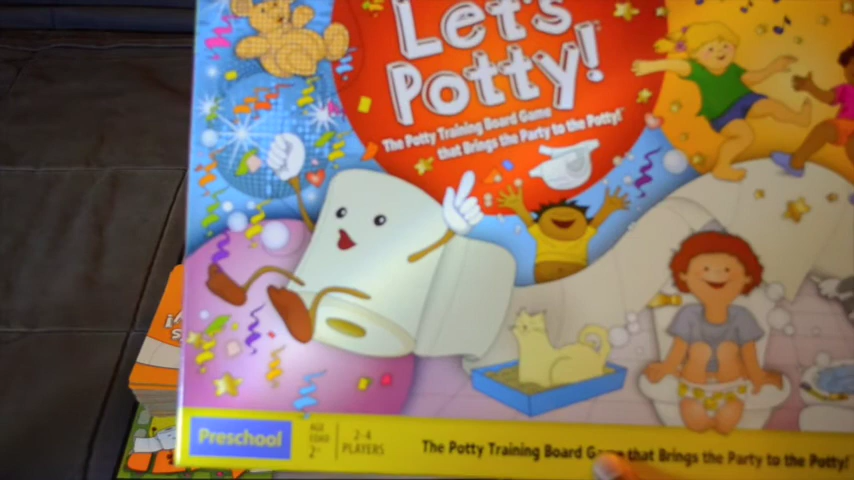 Let's
Potty!
The Potty Training Board Game
that Brings the Party to the Potty!
Preschool
AGE
2+
2-4
PLAYERS
The Potty Training Board Game that Brings the Party to the Potty!